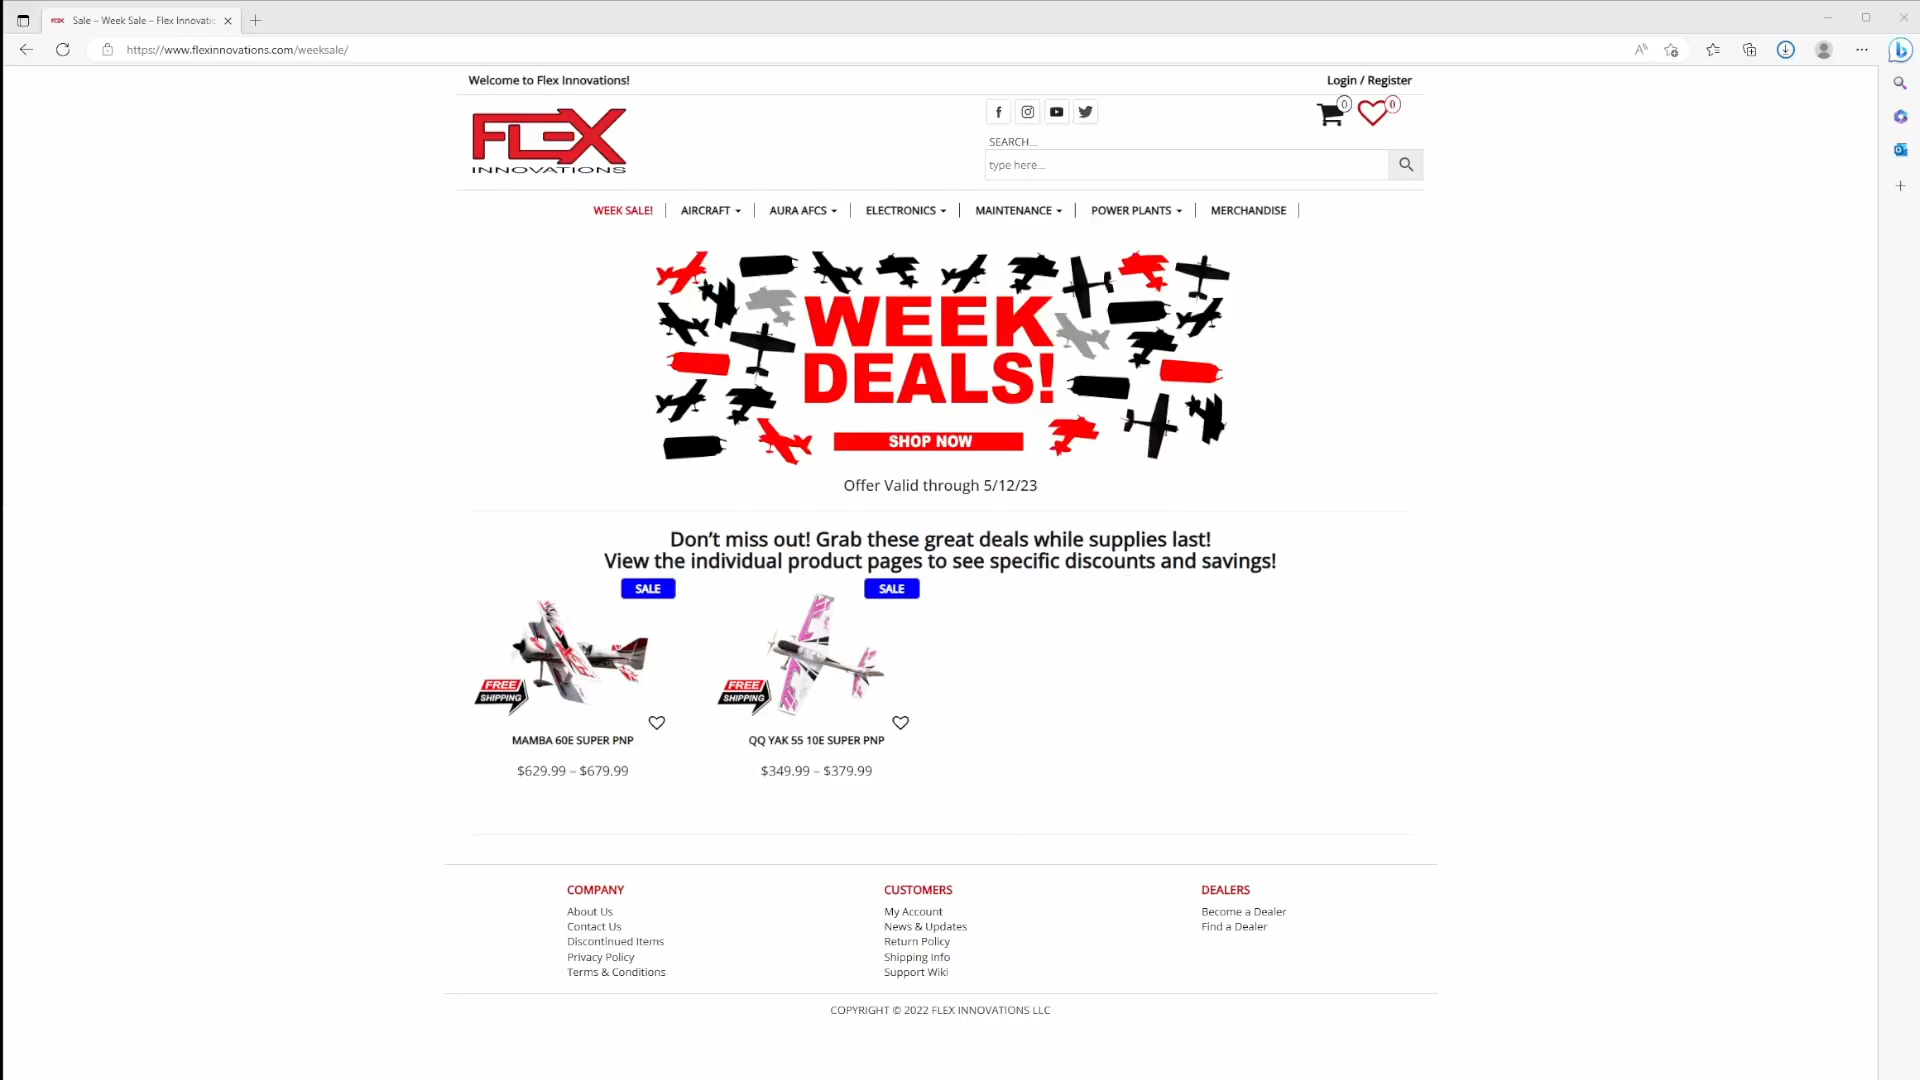 Sale – Week Sale – Flex Innovatic
https://www.flexinnovations.com/weeksale/
Welcome to Flex Innovations!
Login / Register
FLEX
INNOVATIONS
0
0
SEARCH...
type here...
WEEK SALE!
AIRCRAFT
AURA AFCS
ELECTRONICS
MAINTENANCE
POWER PLANTS
MERCHANDISE
WEEK
DEALS!
SHOP NOW
Offer Valid through 5/12/23
Don’t miss out! Grab these great deals while supplies last!
View the individual product pages to see specific discounts and savings!
SALE
SALE
FREE
SHIPPING
FREE
SHIPPING
MAMBA 60E SUPER PNP
QQ YAK 55 10E SUPER PNP
$629.99 – $679.99
$349.99 – $379.99
COMPANY
About Us
Contact Us
Discontinued Items
Privacy Policy
Terms & Conditions
CUSTOMERS
My Account
News & Updates
Return Policy
Shipping Info
Support Wiki
DEALERS
Become a Dealer
Find a Dealer
COPYRIGHT © 2022 FLEX INNOVATIONS LLC